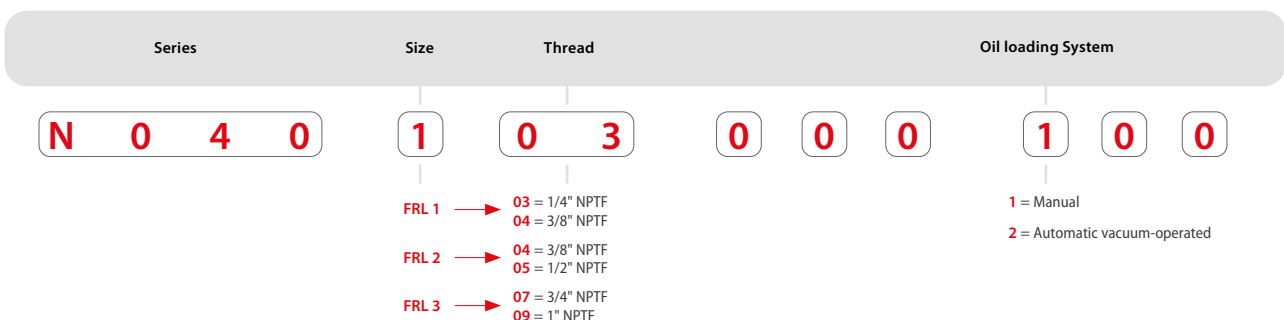 Series Size Thread Oil loading System
N 0 4 0 1 0 3 0 0 0 1 0 0
FRL 1 03 = 1/4" NPTF
04 = 3/8" NPTF
FRL 2 04 = 3/8" NPTF
05 = 1/2" NPTF
FRL 3 07 = 3/4" NPTF
09 = 1" NPTF
1 = Manual
2 = Automatic vacuum-operated